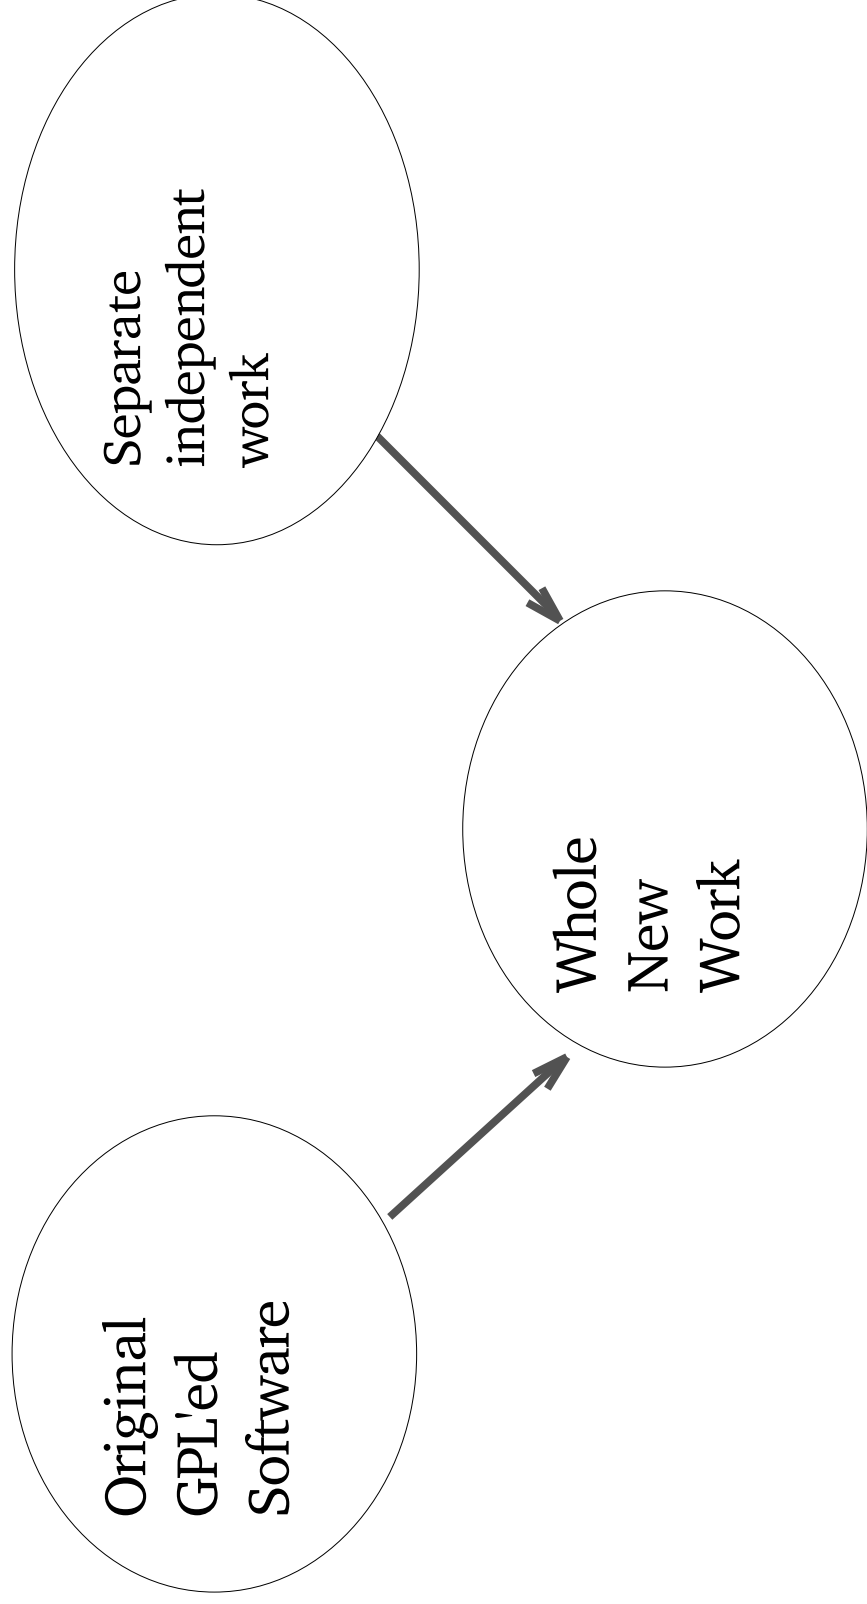 Original
GPL'ed
Software
Separate
independent
work
Whole
New
Work